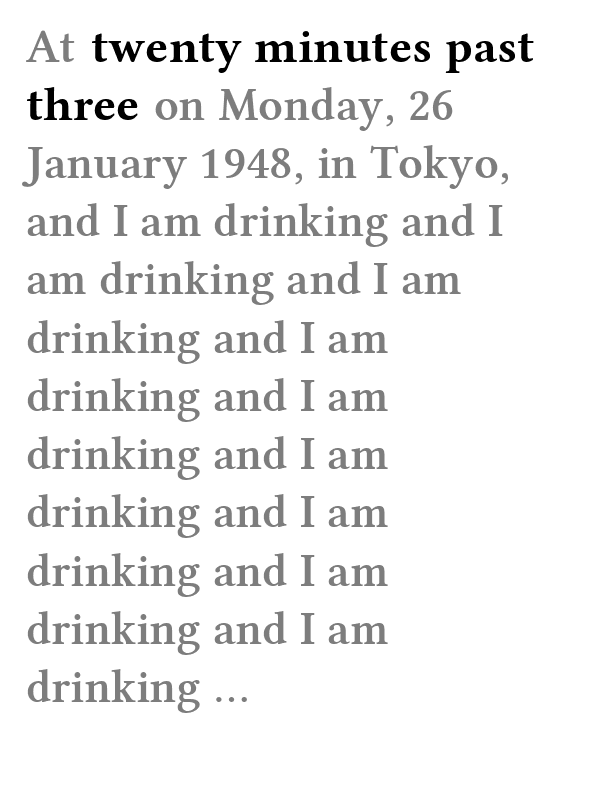 At twenty minutes past
three on Monday, 26
January 1948, in Tokyo,
and I am drinking and I
am drinking and I am
drinking and I am
drinking and I am
drinking and I am
drinking and I am
drinking and I am
drinking and I am
drinking ...